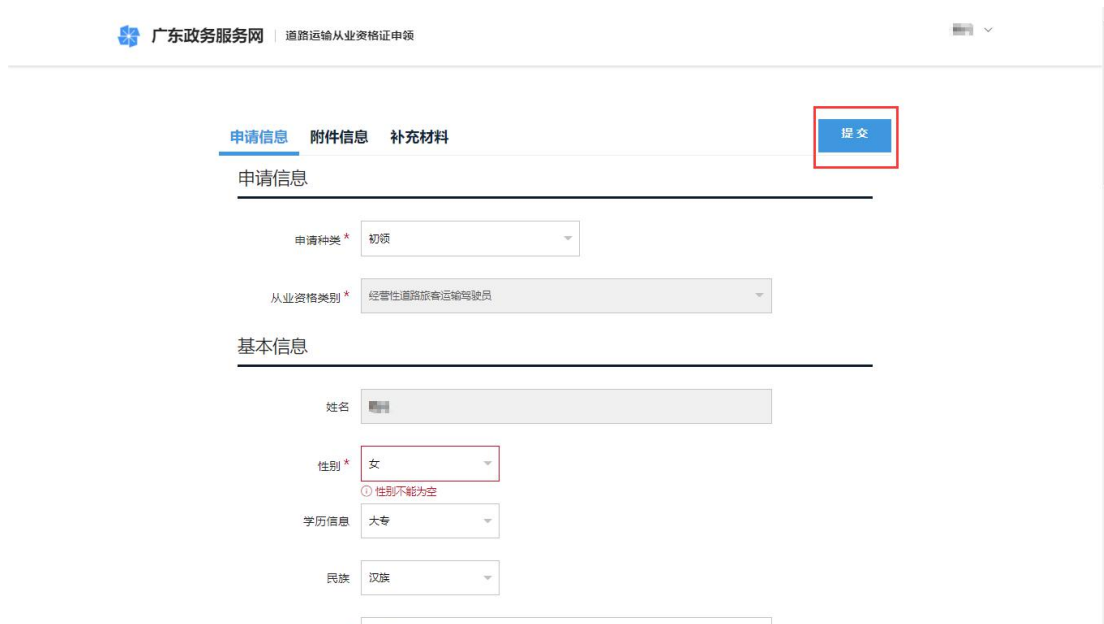 广东政务服务网 道路运输从业资格证申领
申请信息 附件信息 补充材料 提交
申请信息
申请种类* 初领
从业资格类别* 经营性道路旅客运输驾驶员
基本信息
姓名
性别* 女
性别不能为空
学历信息 大专
民族 汉族